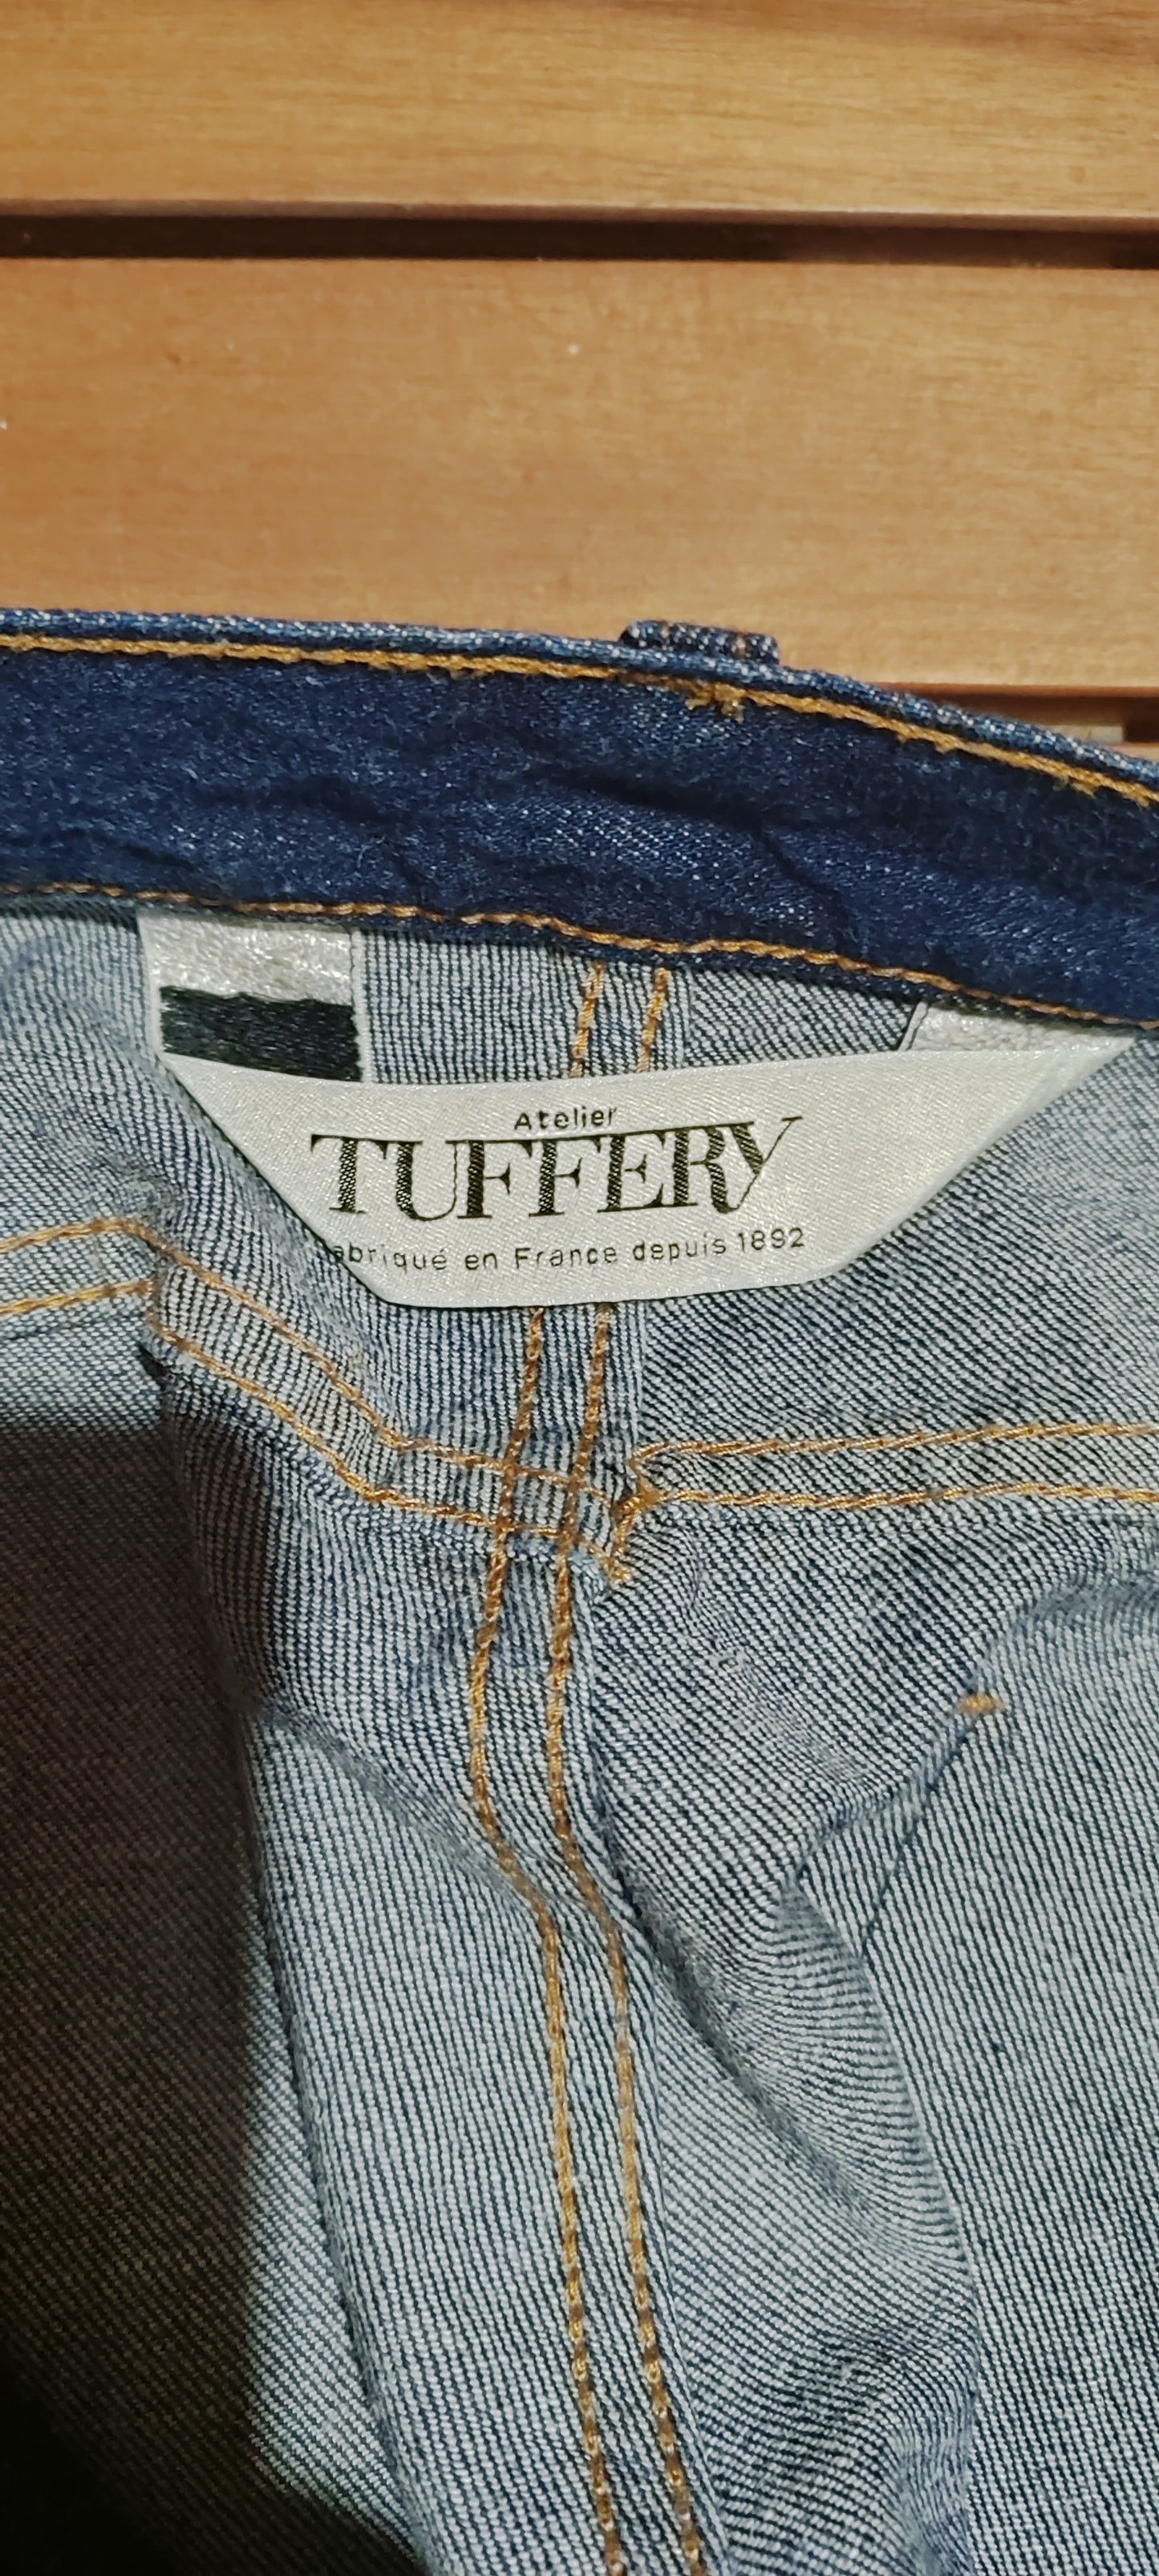 Atelier
TUFFERY
abriqué en France depuis 1892